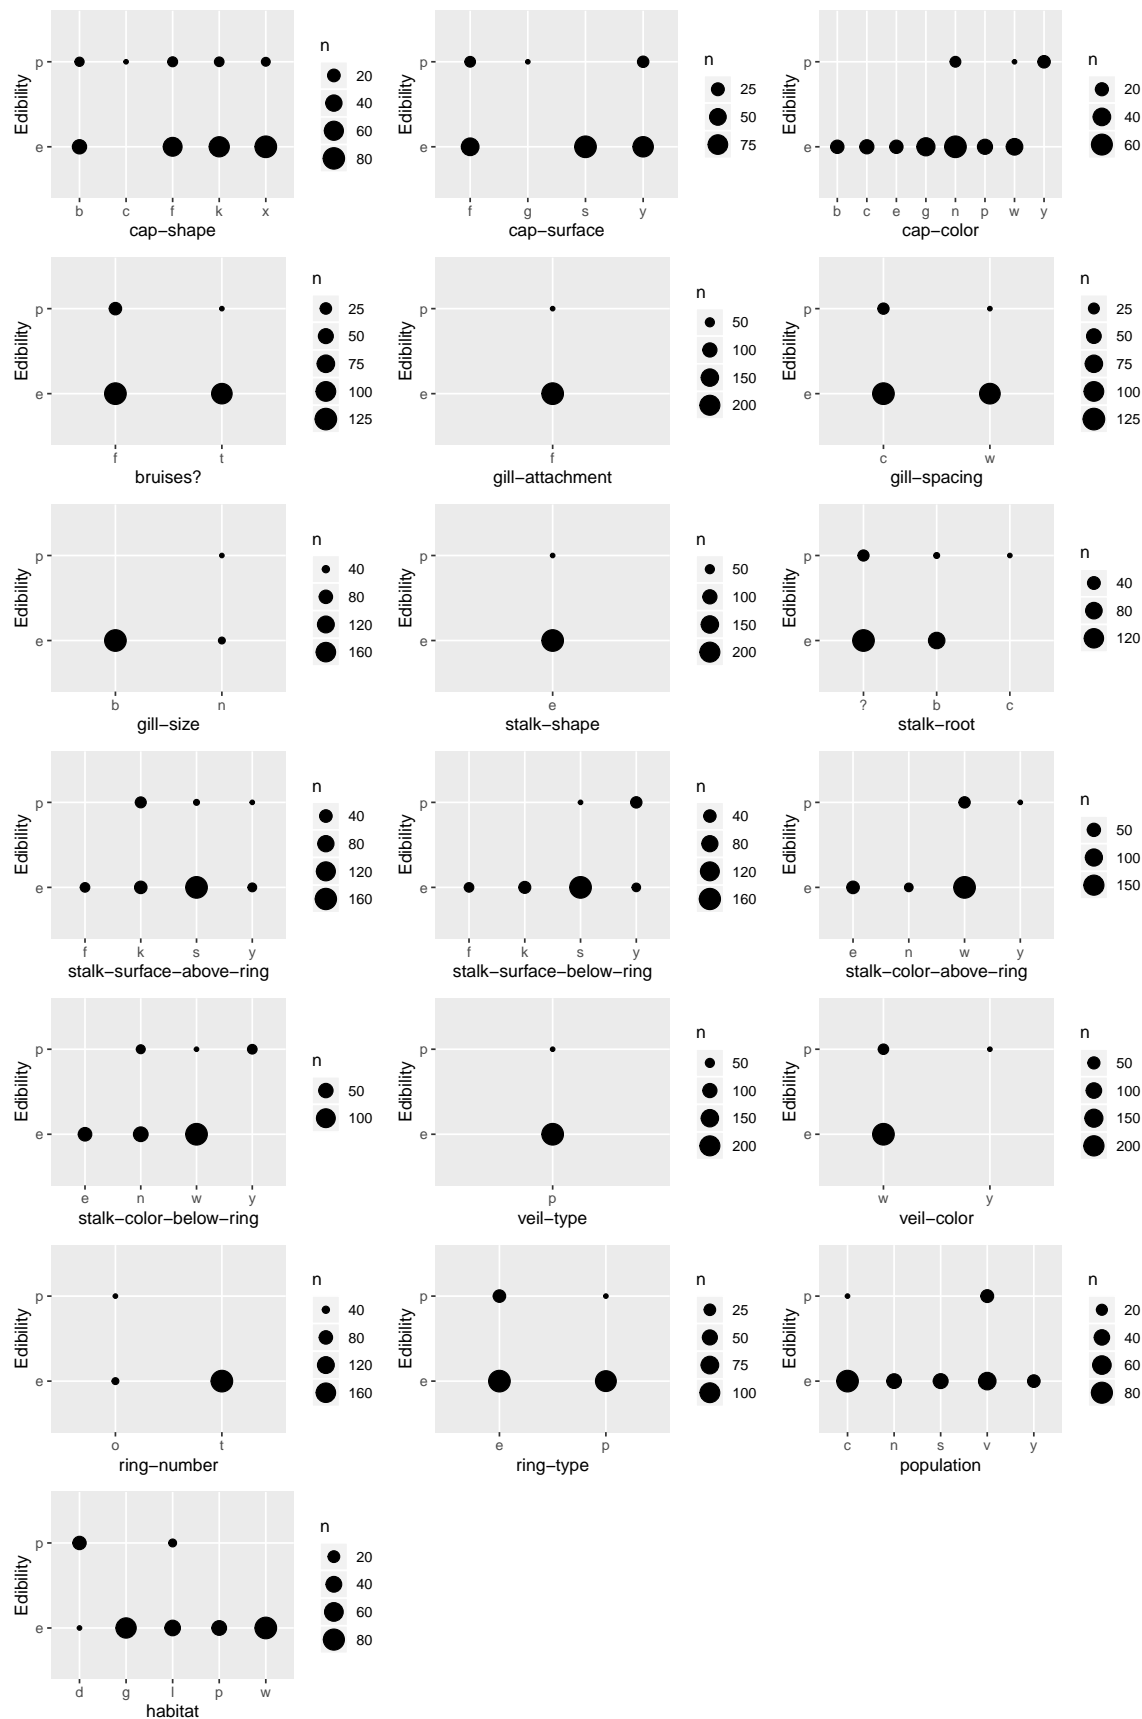 n
p
20
40
60
80
e
Edibility
b c f k x
cap−shape
n
p
25
50
75
e
Edibility
f g s y
cap−surface
n
p
20
40
60
e
Edibility
b c e g n p w y
cap−color
n
p
25
50
75
100
125
e
Edibility
f t
bruises?
n
p
50
100
150
200
e
Edibility
f
gill−attachment
n
p
25
50
75
100
125
e
Edibility
c w
gill−spacing
n
p
40
80
120
160
e
Edibility
b n
gill−size
n
p
50
100
150
200
e
Edibility
e
stalk−shape
n
p
40
80
120
e
Edibility
? b c
stalk−root
n
p
40
80
120
160
e
Edibility
f k s y
stalk−surface−above−ring
n
p
40
80
120
160
e
Edibility
f k s y
stalk−surface−below−ring
n
p
50
100
150
e
Edibility
e n w y
stalk−color−above−ring
n
p
50
100
e
Edibility
e n w y
stalk−color−below−ring
n
p
50
100
150
200
e
Edibility
p
veil−type
n
p
50
100
150
200
e
Edibility
w y
veil−color
n
p
40
80
120
160
e
Edibility
o t
ring−number
n
p
25
50
75
100
e
Edibility
e p
ring−type
n
p
20
40
60
80
e
Edibility
c n s v y
population
n
p
20
40
60
80
e
Edibility
d g l p w
habitat